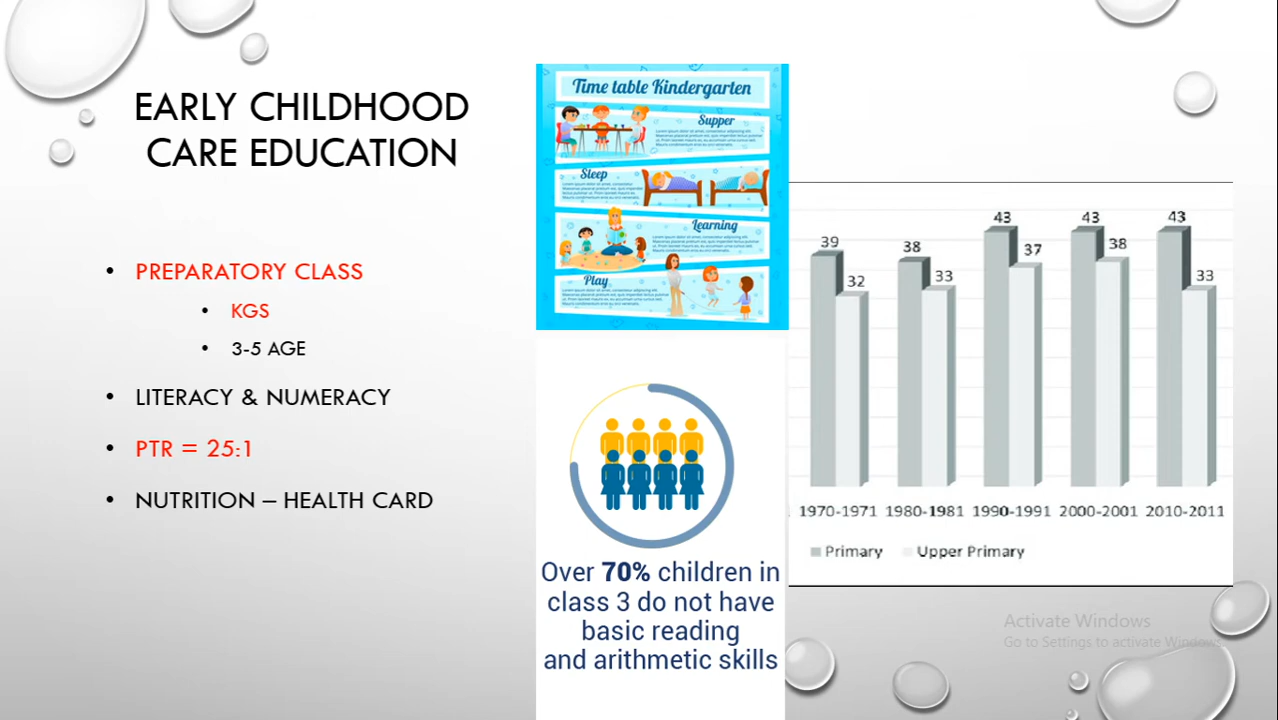 EARLY CHILDHOOD
CARE EDUCATION
• PREPARATORY CLASS
• KGS
• 3-5 AGE
• LITERACY & NUMERACY
• PTR = 25:1
• NUTRITION – HEALTH CARD
Time table Kindergarten
Supper
Sleep
Learning
Play
Over 70% children in
class 3 do not have
basic reading
and arithmetic skills
39 32 38 33 43 37 43 38 43 33
1970-1971 1980-1981 1990-1991 2000-2001 2010-2011
Primary Upper Primary
Activate Windows
Go to Settings to activate Windows.